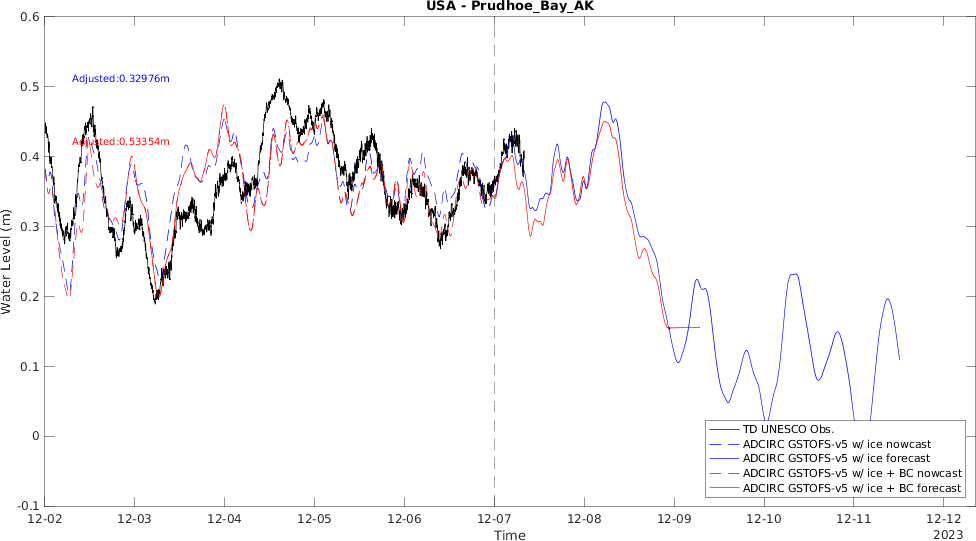 USA - Prudhoe_Bay_AK
Water Level (m)
0.6
0.5
0.4
0.3
0.2
0.1
0
-0.1
Adjusted:0.32976m
Adjusted:0.53354m
TD UNESCO Obs.
ADCIRC GSTOFS-v5 w/ ice nowcast
ADCIRC GSTOFS-v5 w/ ice forecast
ADCIRC GSTOFS-v5 w/ ice + BC nowcast
ADCIRC GSTOFS-v5 w/ ice + BC forecast
12-02 12-03 12-04 12-05 12-06 12-07 12-08 12-09 12-10 12-11 12-12
Time
2023